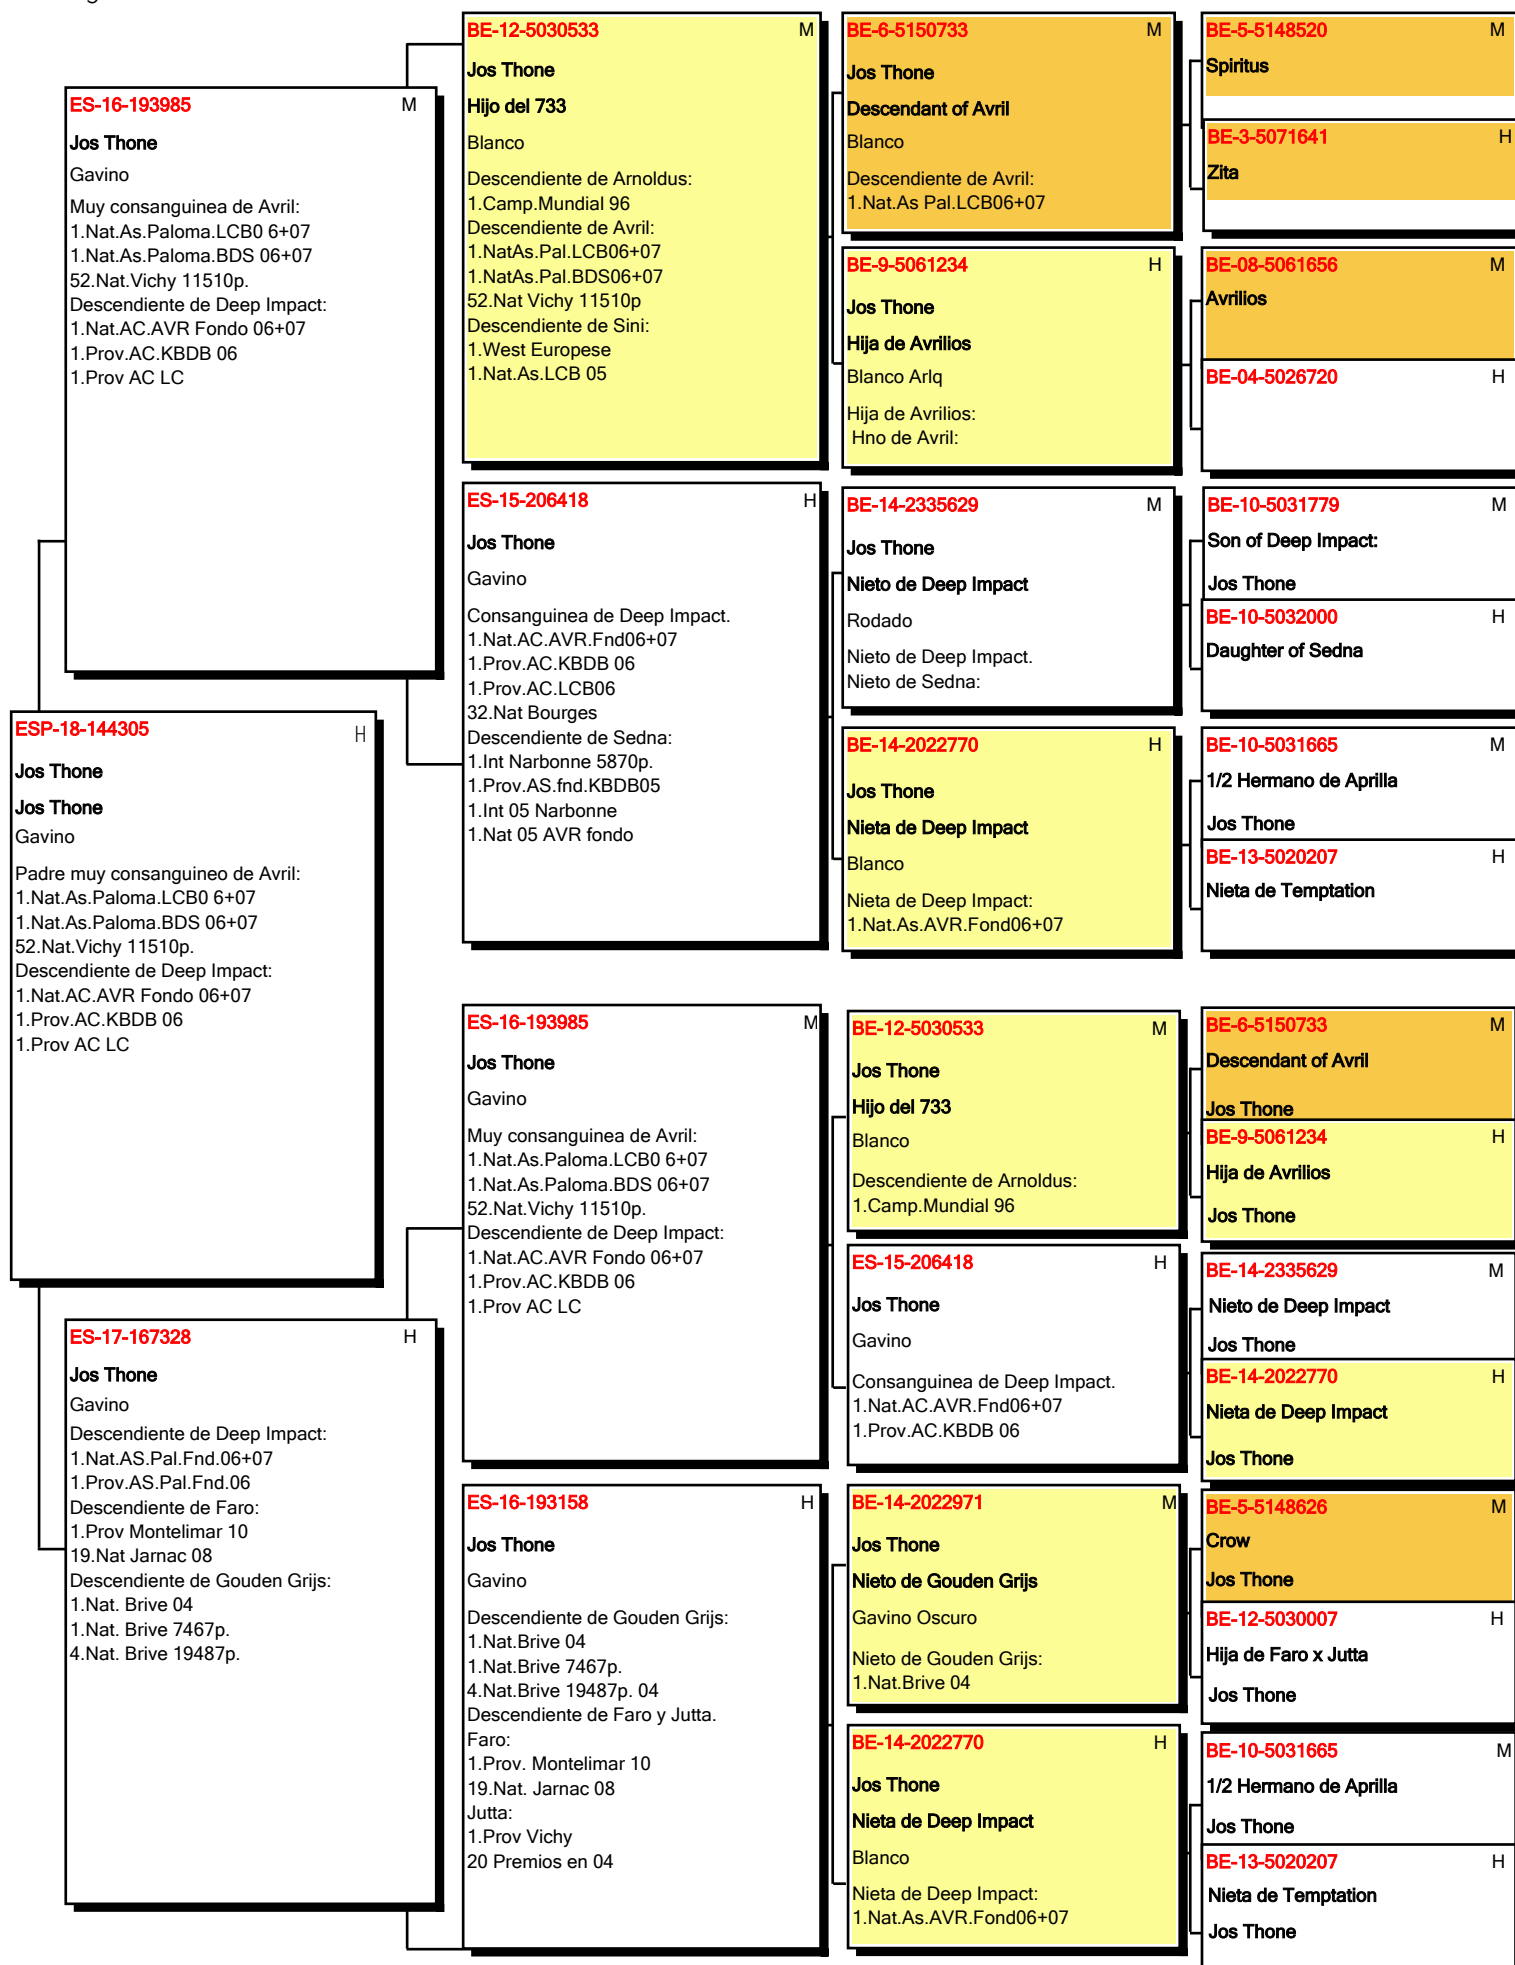 ESP-18-144305 H
Jos Thone
Jos Thone
Gavino
Padre muy consanguineo de Avril:
1.Nat.As.Paloma.LCB0 6+07
1.Nat.As.Paloma.BDS 06+07
52.Nat.Vichy 11510p.
Descendiente de Deep Impact:
1.Nat.AC.AVR Fondo 06+07
1.Prov.AC.KBDB 06
1.Prov AC LC
ES-16-193985 M
Jos Thone
Gavino
Muy consanguinea de Avril:
1.Nat.As.Paloma.LCB0 6+07
1.Nat.As.Paloma.BDS 06+07
52.Nat.Vichy 11510p.
Descendiente de Deep Impact:
1.Nat.AC.AVR Fondo 06+07
1.Prov.AC.KBDB 06
1.Prov AC LC
ES-17-167328 H
Jos Thone
Gavino
Descendiente de Deep Impact:
1.Nat.AS.Pal.Fnd.06+07
1.Prov.AS.Pal.Fnd.06
Descendiente de Faro:
1.Prov Montelimar 10
19.Nat Jarnac 08
Descendiente de Gouden Grijs:
1.Nat. Brive 04
1.Nat. Brive 7467p.
4.Nat. Brive 19487p.
BE-12-5030533 M
Jos Thone
Hijo del 733
Blanco
Descendiente de Arnoldus:
1.Camp.Mundial 96
Descendiente de Avril:
1.NatAs.Pal.LCB06+07
1.NatAs.Pal.BDS06+07
52.Nat Vichy 11510p
Descendiente de Sini:
1.West Europese
1.Nat.As.LCB 05
ES-15-206418 H
Jos Thone
Gavino
Consanguinea de Deep Impact.
1.Nat.AC.AVR.Fnd06+07
1.Prov.AC.KBDB 06
1.Prov.AC.LCB06
32.Nat Bourges
Descendiente de Sedna:
1.Int Narbonne 5870p.
1.Prov.AS.fnd.KBDB05
1.Int 05 Narbonne
1.Nat 05 AVR fondo
ES-16-193985 M
Jos Thone
Gavino
Muy consanguinea de Avril:
1.Nat.As.Paloma.LCB0 6+07
1.Nat.As.Paloma.BDS 06+07
52.Nat.Vichy 11510p.
Descendiente de Deep Impact:
1.Nat.AC.AVR Fondo 06+07
1.Prov.AC.KBDB 06
1.Prov AC LC
ES-16-193158 H
Jos Thone
Gavino
Descendiente de Gouden Grijs:
1.Nat.Brive 04
1.Nat.Brive 7467p.
4.Nat.Brive 19487p. 04
Descendiente de Faro y Jutta.
Faro:
1.Prov. Montelimar 10
19.Nat. Jarnac 08
Jutta:
1.Prov Vichy
20 Premios en 04
BE-6-5150733 M
Jos Thone
Descendant of Avril
Blanco
Descendiente de Avril:
1.Nat.As Pal.LCB06+07
BE-9-5061234 H
Jos Thone
Hija de Avrilios
Blanco Arlq
Hija de Avrilios:
Hno de Avril:
BE-14-2335629 M
Jos Thone
Nieto de Deep Impact
Rodado
Nieto de Deep Impact.
Nieto de Sedna:
BE-14-2022770 H
Jos Thone
Nieta de Deep Impact
Blanco
Nieta de Deep Impact:
1.Nat.As.AVR.Fond06+07
BE-12-5030533 M
Jos Thone
Hijo del 733
Blanco
Descendiente de Arnoldus:
1.Camp.Mundial 96
ES-15-206418 H
Jos Thone
Gavino
Consanguinea de Deep Impact.
1.Nat.AC.AVR.Fnd06+07
1.Prov.AC.KBDB 06
BE-14-2022971 M
Jos Thone
Nieto de Gouden Grijs
Gavino Oscuro
Nieto de Gouden Grijs:
1.Nat.Brive 04
BE-14-2022770 H
Jos Thone
Nieta de Deep Impact
Blanco
Nieta de Deep Impact:
1.Nat.As.AVR.Fond06+07
BE-5-5148520 M
Spiritus
BE-3-5071641 H
Zita
BE-08-5061656 M
Avrilios
BE-04-5026720 H
BE-10-5031779 M
Son of Deep Impact:
Jos Thone
BE-10-5032000 H
Daughter of Sedna
BE-10-5031665 M
1/2 Hermano de Aprilla
Jos Thone
BE-13-5020207 H
Nieta de Temptation
BE-6-5150733 M
Descendant of Avril
Jos Thone
BE-9-5061234 H
Hija de Avrilios
Jos Thone
BE-14-2335629 M
Nieto de Deep Impact
Jos Thone
BE-14-2022770 H
Nieta de Deep Impact
Jos Thone
BE-5-5148626 M
Crow
Jos Thone
BE-12-5030007 H
Hija de Faro x Jutta
Jos Thone
BE-10-5031665 M
1/2 Hermano de Aprilla
Jos Thone
BE-13-5020207 H
Nieta de Temptation
Jos Thone